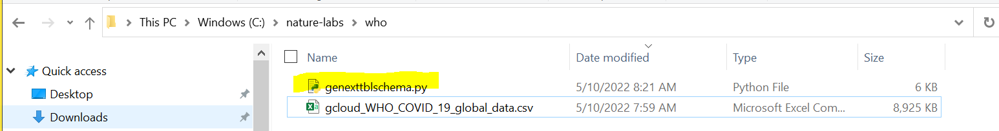 This PC > Windows (C:) > nature-labs > who
Quick access
Desktop
Downloads
Name Date modified Type Size
genexttblschema.py 5/10/2022 8:21 AM Python File 6 KB
gcloud_WHO_COVID_19_global_data.csv 5/10/2022 7:59 AM Microsoft Excel Com... 8,925 KB